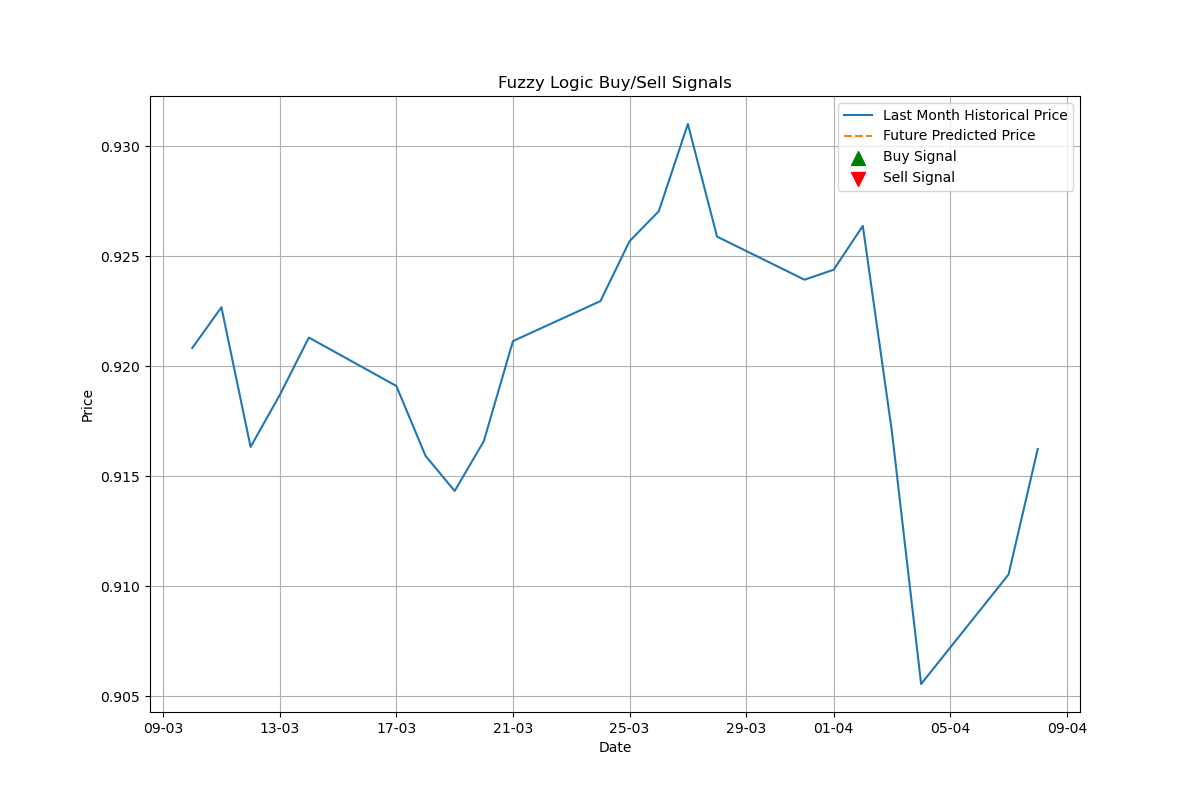 Fuzzy Logic Buy/Sell Signals
Last Month Historical Price
Future Predicted Price
Buy Signal
Sell Signal
Price
0.930
0.925
0.920
0.915
0.910
0.905
09-03 13-03 17-03 21-03 25-03 29-03 01-04 05-04 09-04
Date